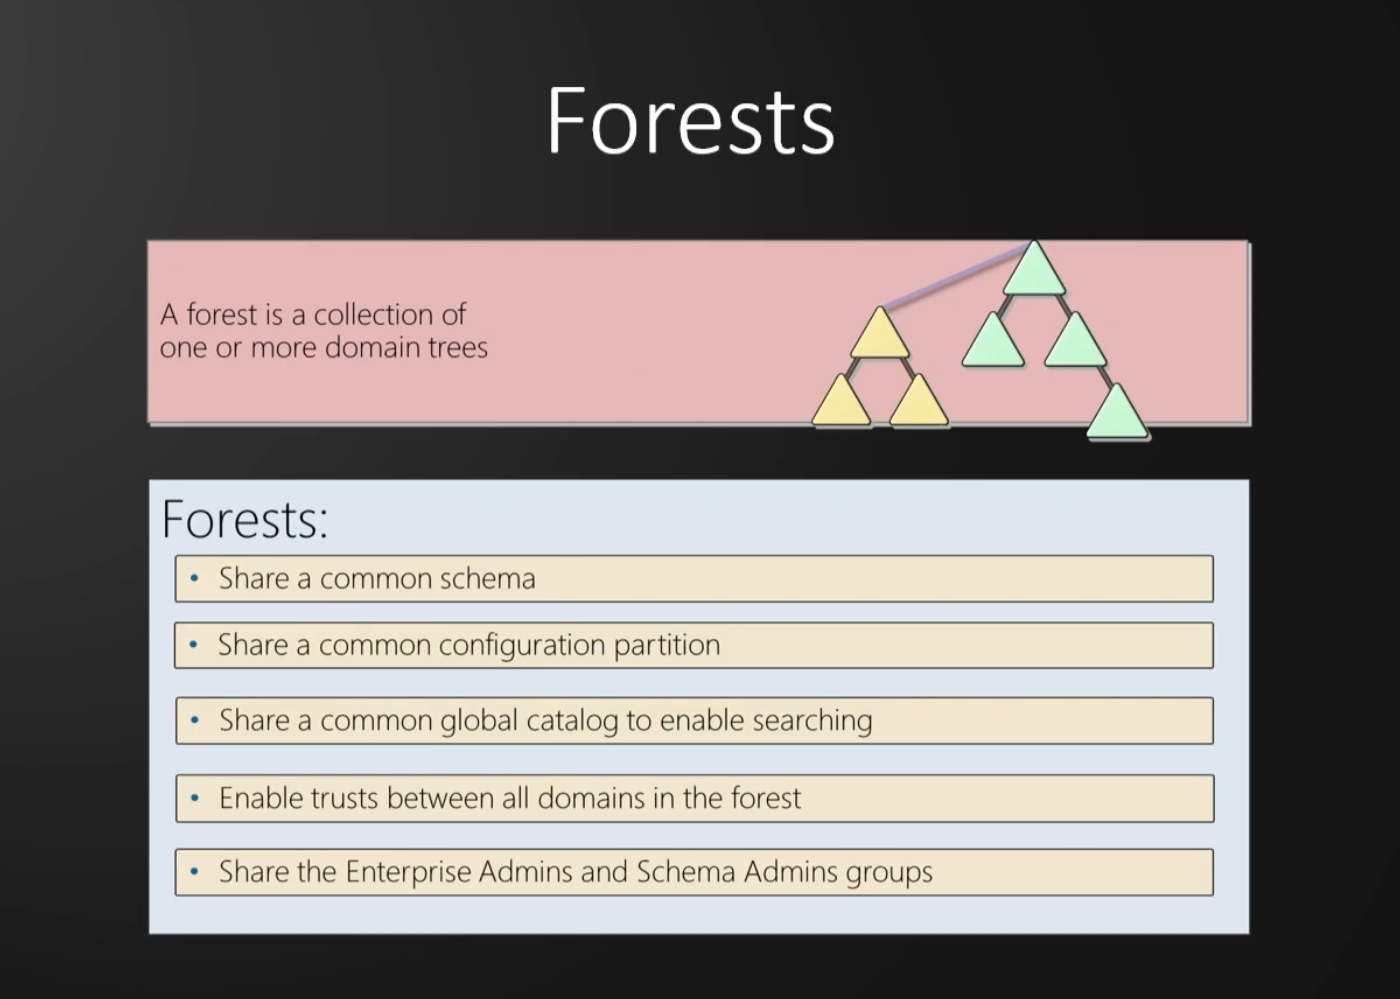 Forests
A forest is a collection of
one or more domain trees
Forests:
• Share a common schema
• Share a common configuration partition
• Share a common global catalog to enable searching
• Enable trusts between all domains in the forest
• Share the Enterprise Admins and Schema Admins groups